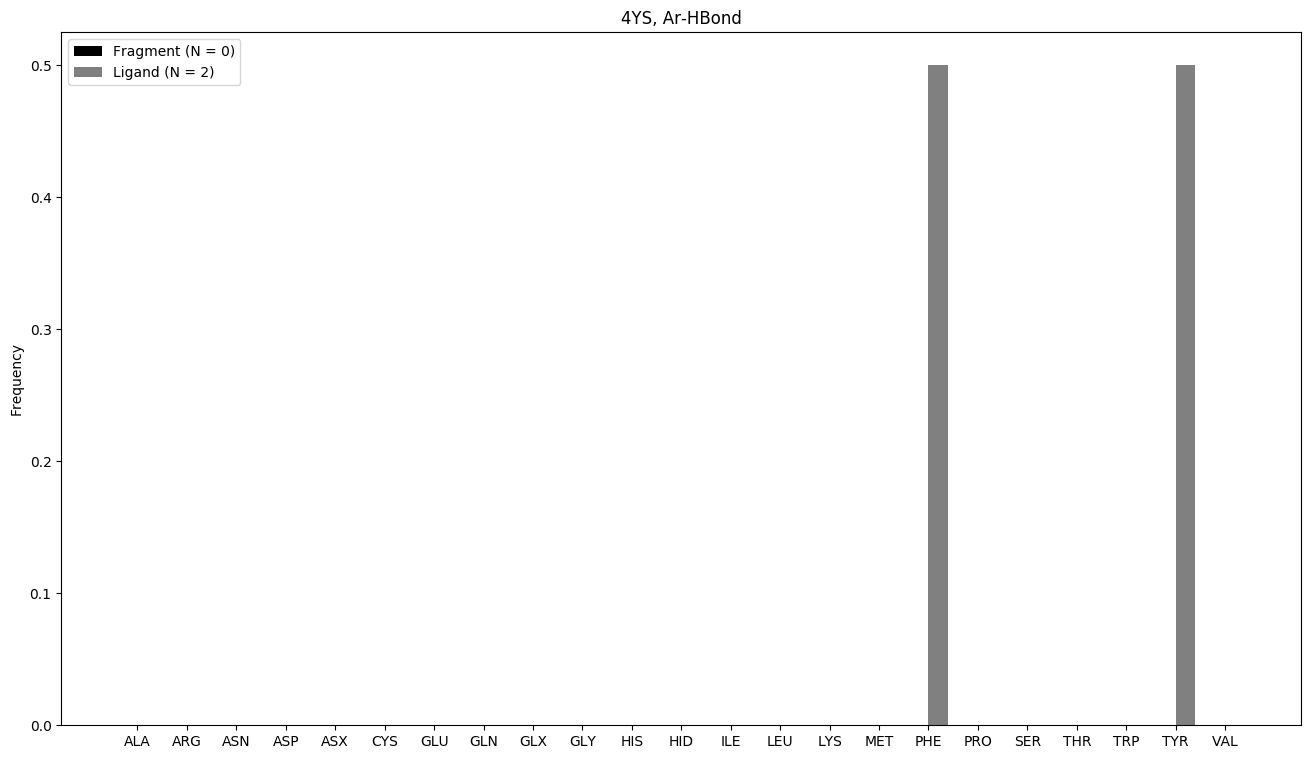 4YS, Ar-HBond
Fragment (N = 0)
Ligand (N = 2)
0.5
0.4
0.3
0.2
0.1
0.0
Frequency
ALA ARG ASN ASP ASX CYS GLU GLN GLX GLY HIS HID ILE LEU LYS MET PHE PRO SER THR TRP TYR VAL